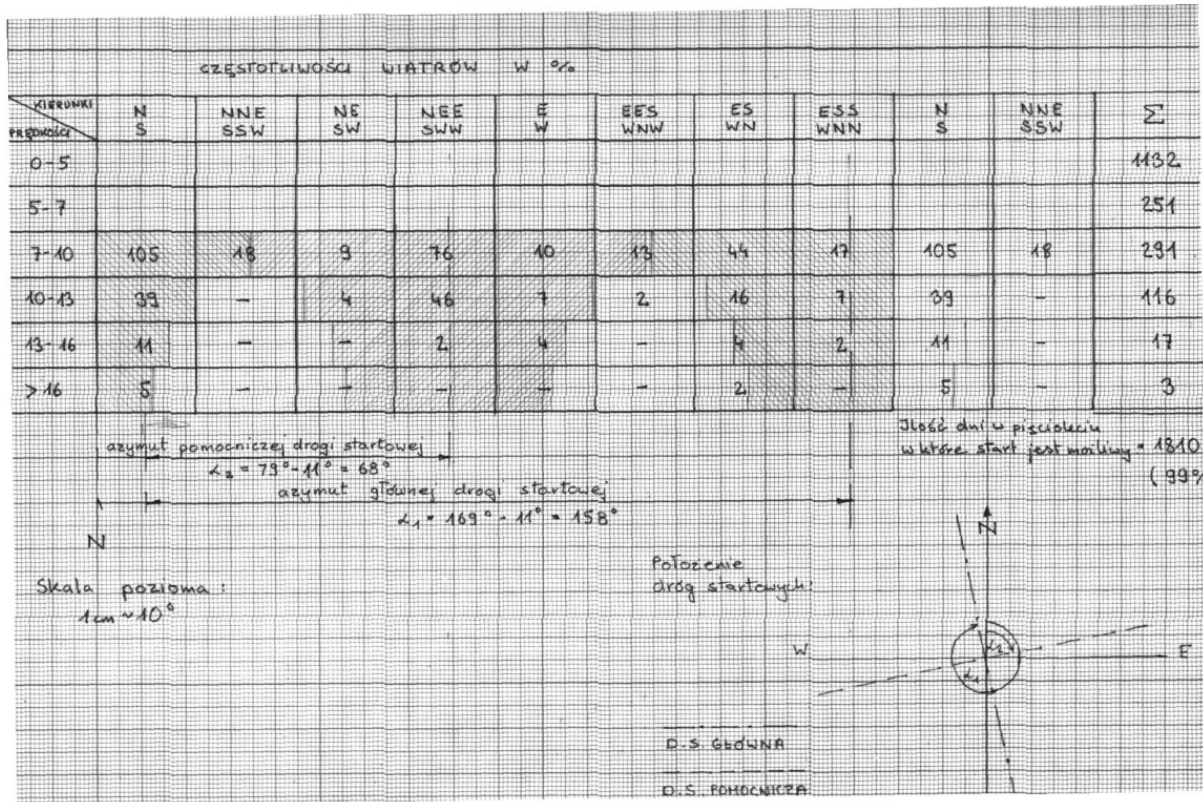 CZĘSTOTLIWOŚCI WIATRÓW W %
KIERUNKI N NNE NE NEE E EES ES ESS N NNE Σ
PRĘDKOŚCI S SSW SW SWW W WNW WN WNN S SSW
0-5 1132
5-7 251
7-10 105 18 9 76 10 13 44 17 105 18 291
10-13 39 - 4 46 7 2 16 7 39 - 116
13-16 11 - - 2 4 - 4 2 11 - 17
>16 5 - - - - - 2 - 5 - 3
azymut pomocniczej drogi startowej
α₂ = 79° - 11° = 68°
azymut głównej drogi startowej
α₁ = 169° - 11° = 158°
Ilość dni w pięcioleciu
w które start jest możliwy = 1810
(99%
N
Skala pozioma:
1cm ~ 10°
Położenie
dróg startowych:
N
W
E
α₂
α₁
D.S. GŁÓWNA
D.S. POMOCNICZA